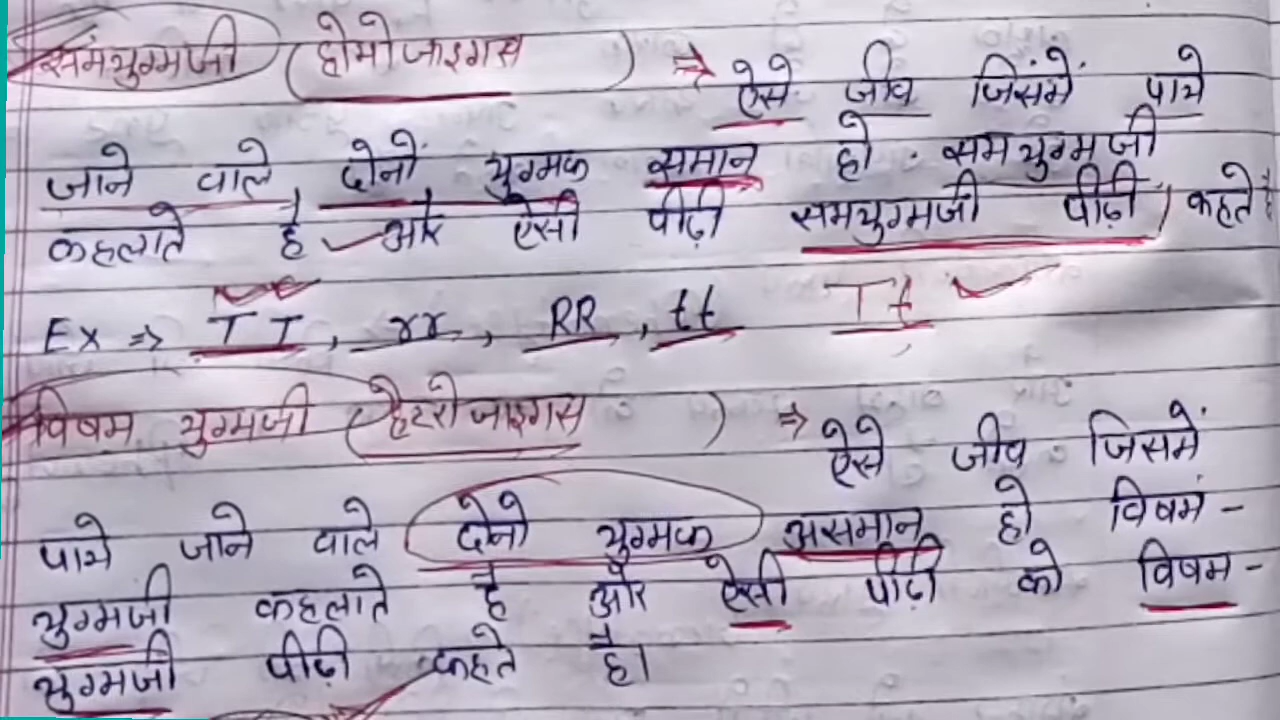 समयुग्मजी (होमोजाइगस) ⇒ ऐसे जीव जिसमें पाये
जाने वाले दोनों युग्मक समान हो समयुग्मजी
कहलाते है और ऐसी पीढ़ी समयुग्मजी पीढ़ी कहते है
Ex ⇒ TT, rr, RR, tt Tt
विषम युग्मजी (हेटरोजाइगस) ⇒ ऐसे जीव जिसमें
पाये जाने वाले दोनो युग्मक असमान हो विषम-
युग्मजी कहलाते है और ऐसी पीढ़ी को विषम-
युग्मजी पीढ़ी कहते है।